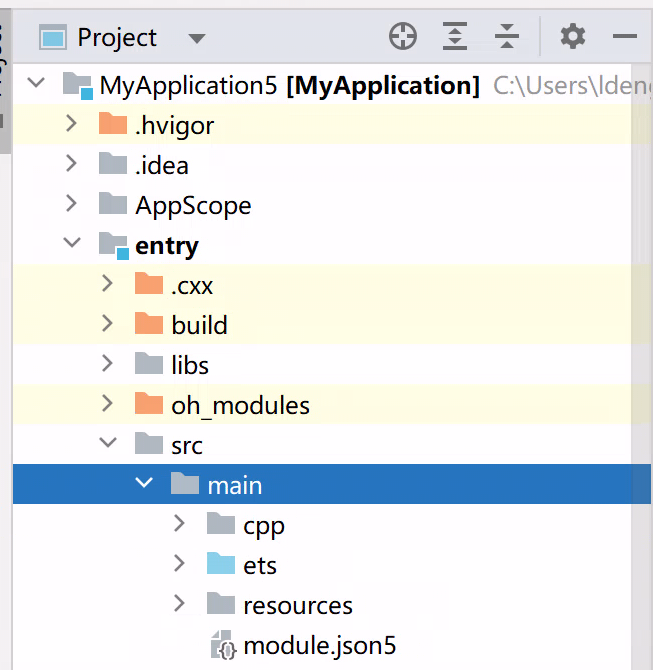 Project
MyApplication5 [MyApplication] C:\Users\lden
.hvigor
.idea
AppScope
entry
.cxx
build
libs
oh_modules
src
main
cpp
ets
resources
module.json5